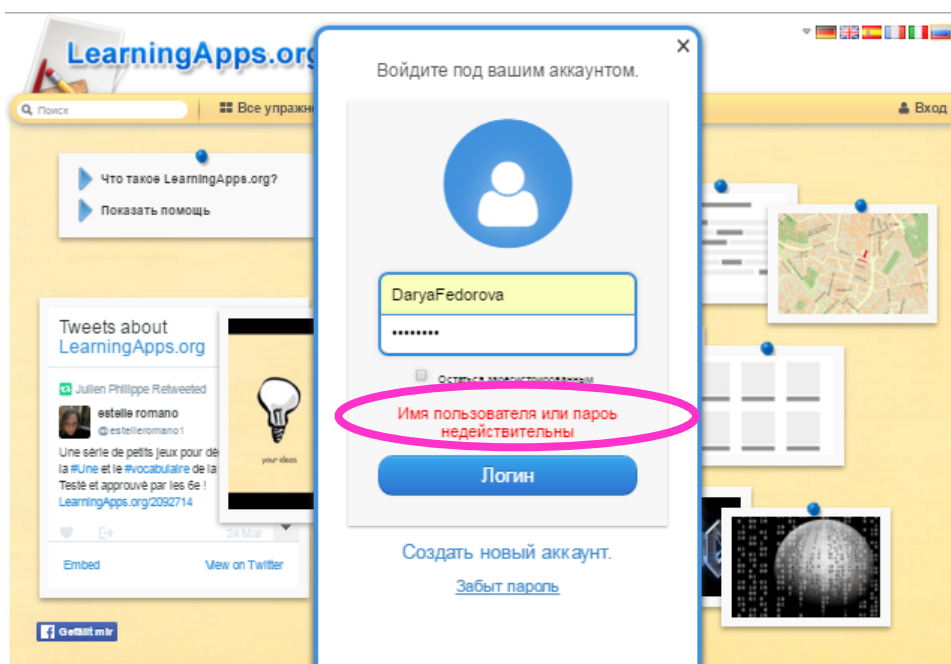 LearningApps.org
Поиск
Все упражне
Вход
Что такое LearningApps.org?
Показать помощь
Tweets about
LearningApps.org
Julien Philippe Retweeted
estelle romano
@estelleromano1
Une série de petits jeux pour dé
la #Une et le #vocabulaire de la
Testé et approuvé par les 6e !
LearningApps.org/2092714
24 Mar
Embed
View on Twitter
your ideas
Gefällt mir
Войдите под вашим аккаунтом.
DaryaFedorova
••••••••
Остаться зарегистрированным
Имя пользователя или пароь
недействительны
Логин
Создать новый аккаунт.
Забыт пароль